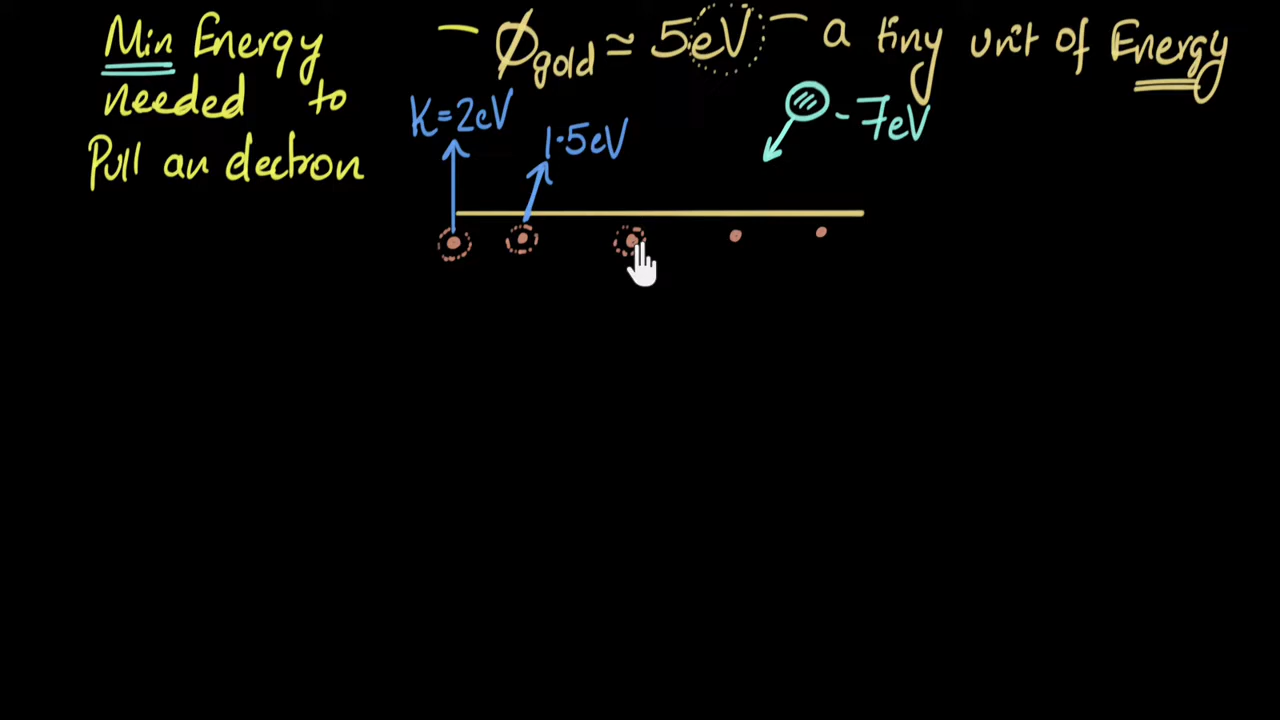 Min Energy
needed to
Pull an electron
– ϕgold ≃ 5eV – a tiny unit of Energy
K=2eV
1.5eV
- 7eV